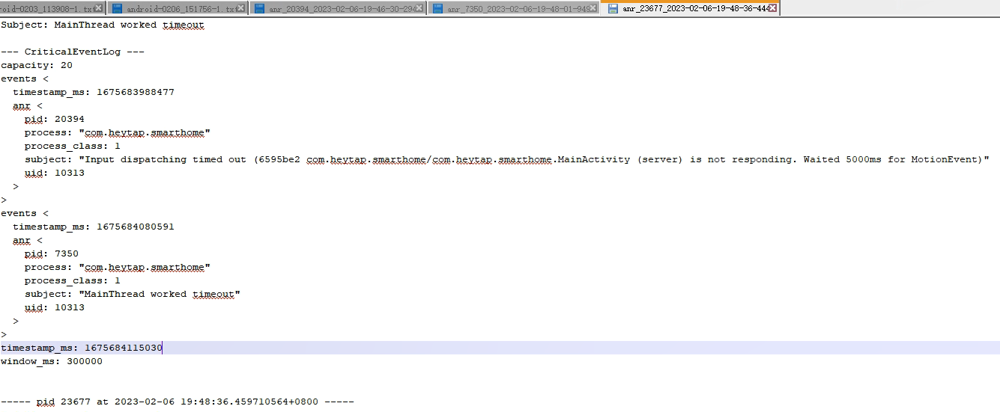 roid-0203_113908-1.txt android-0206_151756-1.txt anr_20394_2023-02-06-19-46-30-294 anr_7350_2023-02-06-19-48-01-949 anr_23677_2023-02-06-19-48-36-444
Subject: MainThread worked timeout
--- CriticalEventLog ---
capacity: 20
events <
timestamp_ms: 1675683988477
anr <
pid: 20394
process: "com.heytap.smarthome"
process_class: 1
subject: "Input dispatching timed out (6595be2 com.heytap.smarthome/com.heytap.smarthome.MainActivity (server) is not responding. Waited 5000ms for MotionEvent)"
uid: 10313
>
>
events <
timestamp_ms: 1675684080591
anr <
pid: 7350
process: "com.heytap.smarthome"
process_class: 1
subject: "MainThread worked timeout"
uid: 10313
>
>
timestamp_ms: 1675684115030
window_ms: 300000
----- pid 23677 at 2023-02-06 19:48:36.459710564+0800 -----